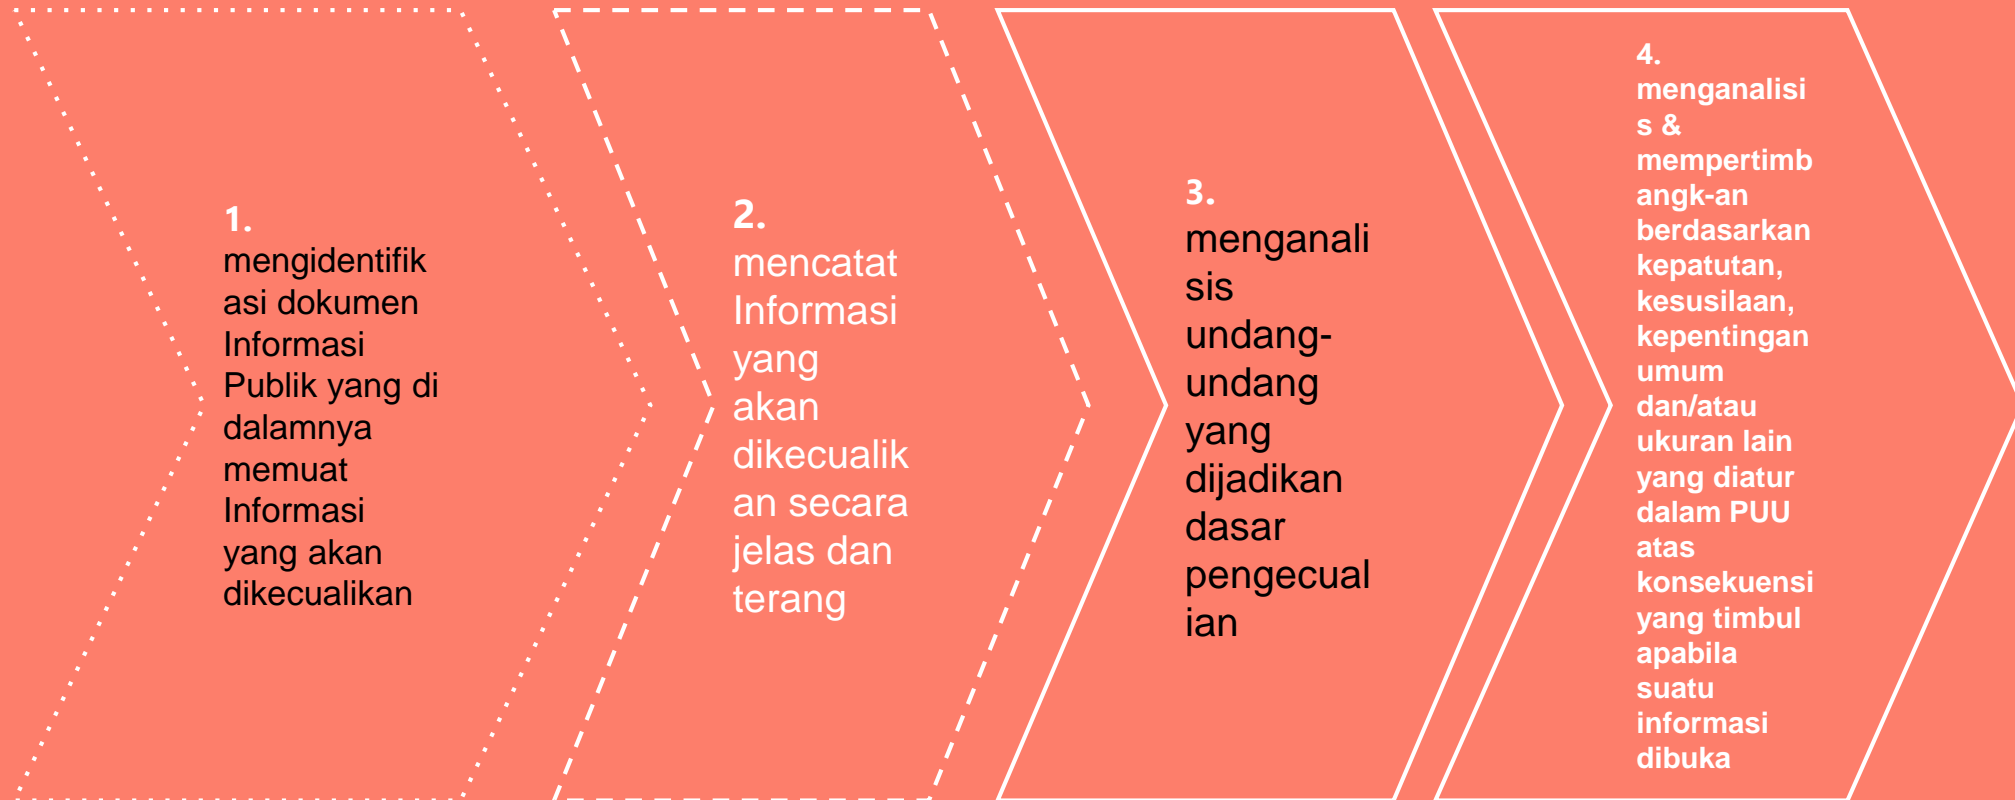 1.
mengidentifik
asi dokumen
Informasi
Publik yang di
dalamnya
memuat
Informasi
yang akan
dikecualikan
2.
mencatat
Informasi
yang
akan
dikecualik
an secara
jelas dan
terang
3.
menganali
sis
undang-
undang
yang
dijadikan
dasar
pengecual
ian
4.
menganalisi
s &
mempertimb
angk-an
berdasarkan
kepatutan,
kesusilaan,
kepentingan
umum
dan/atau
ukuran lain
yang diatur
dalam PUU
atas
konsekuensi
yang timbul
apabila
suatu
informasi
dibuka